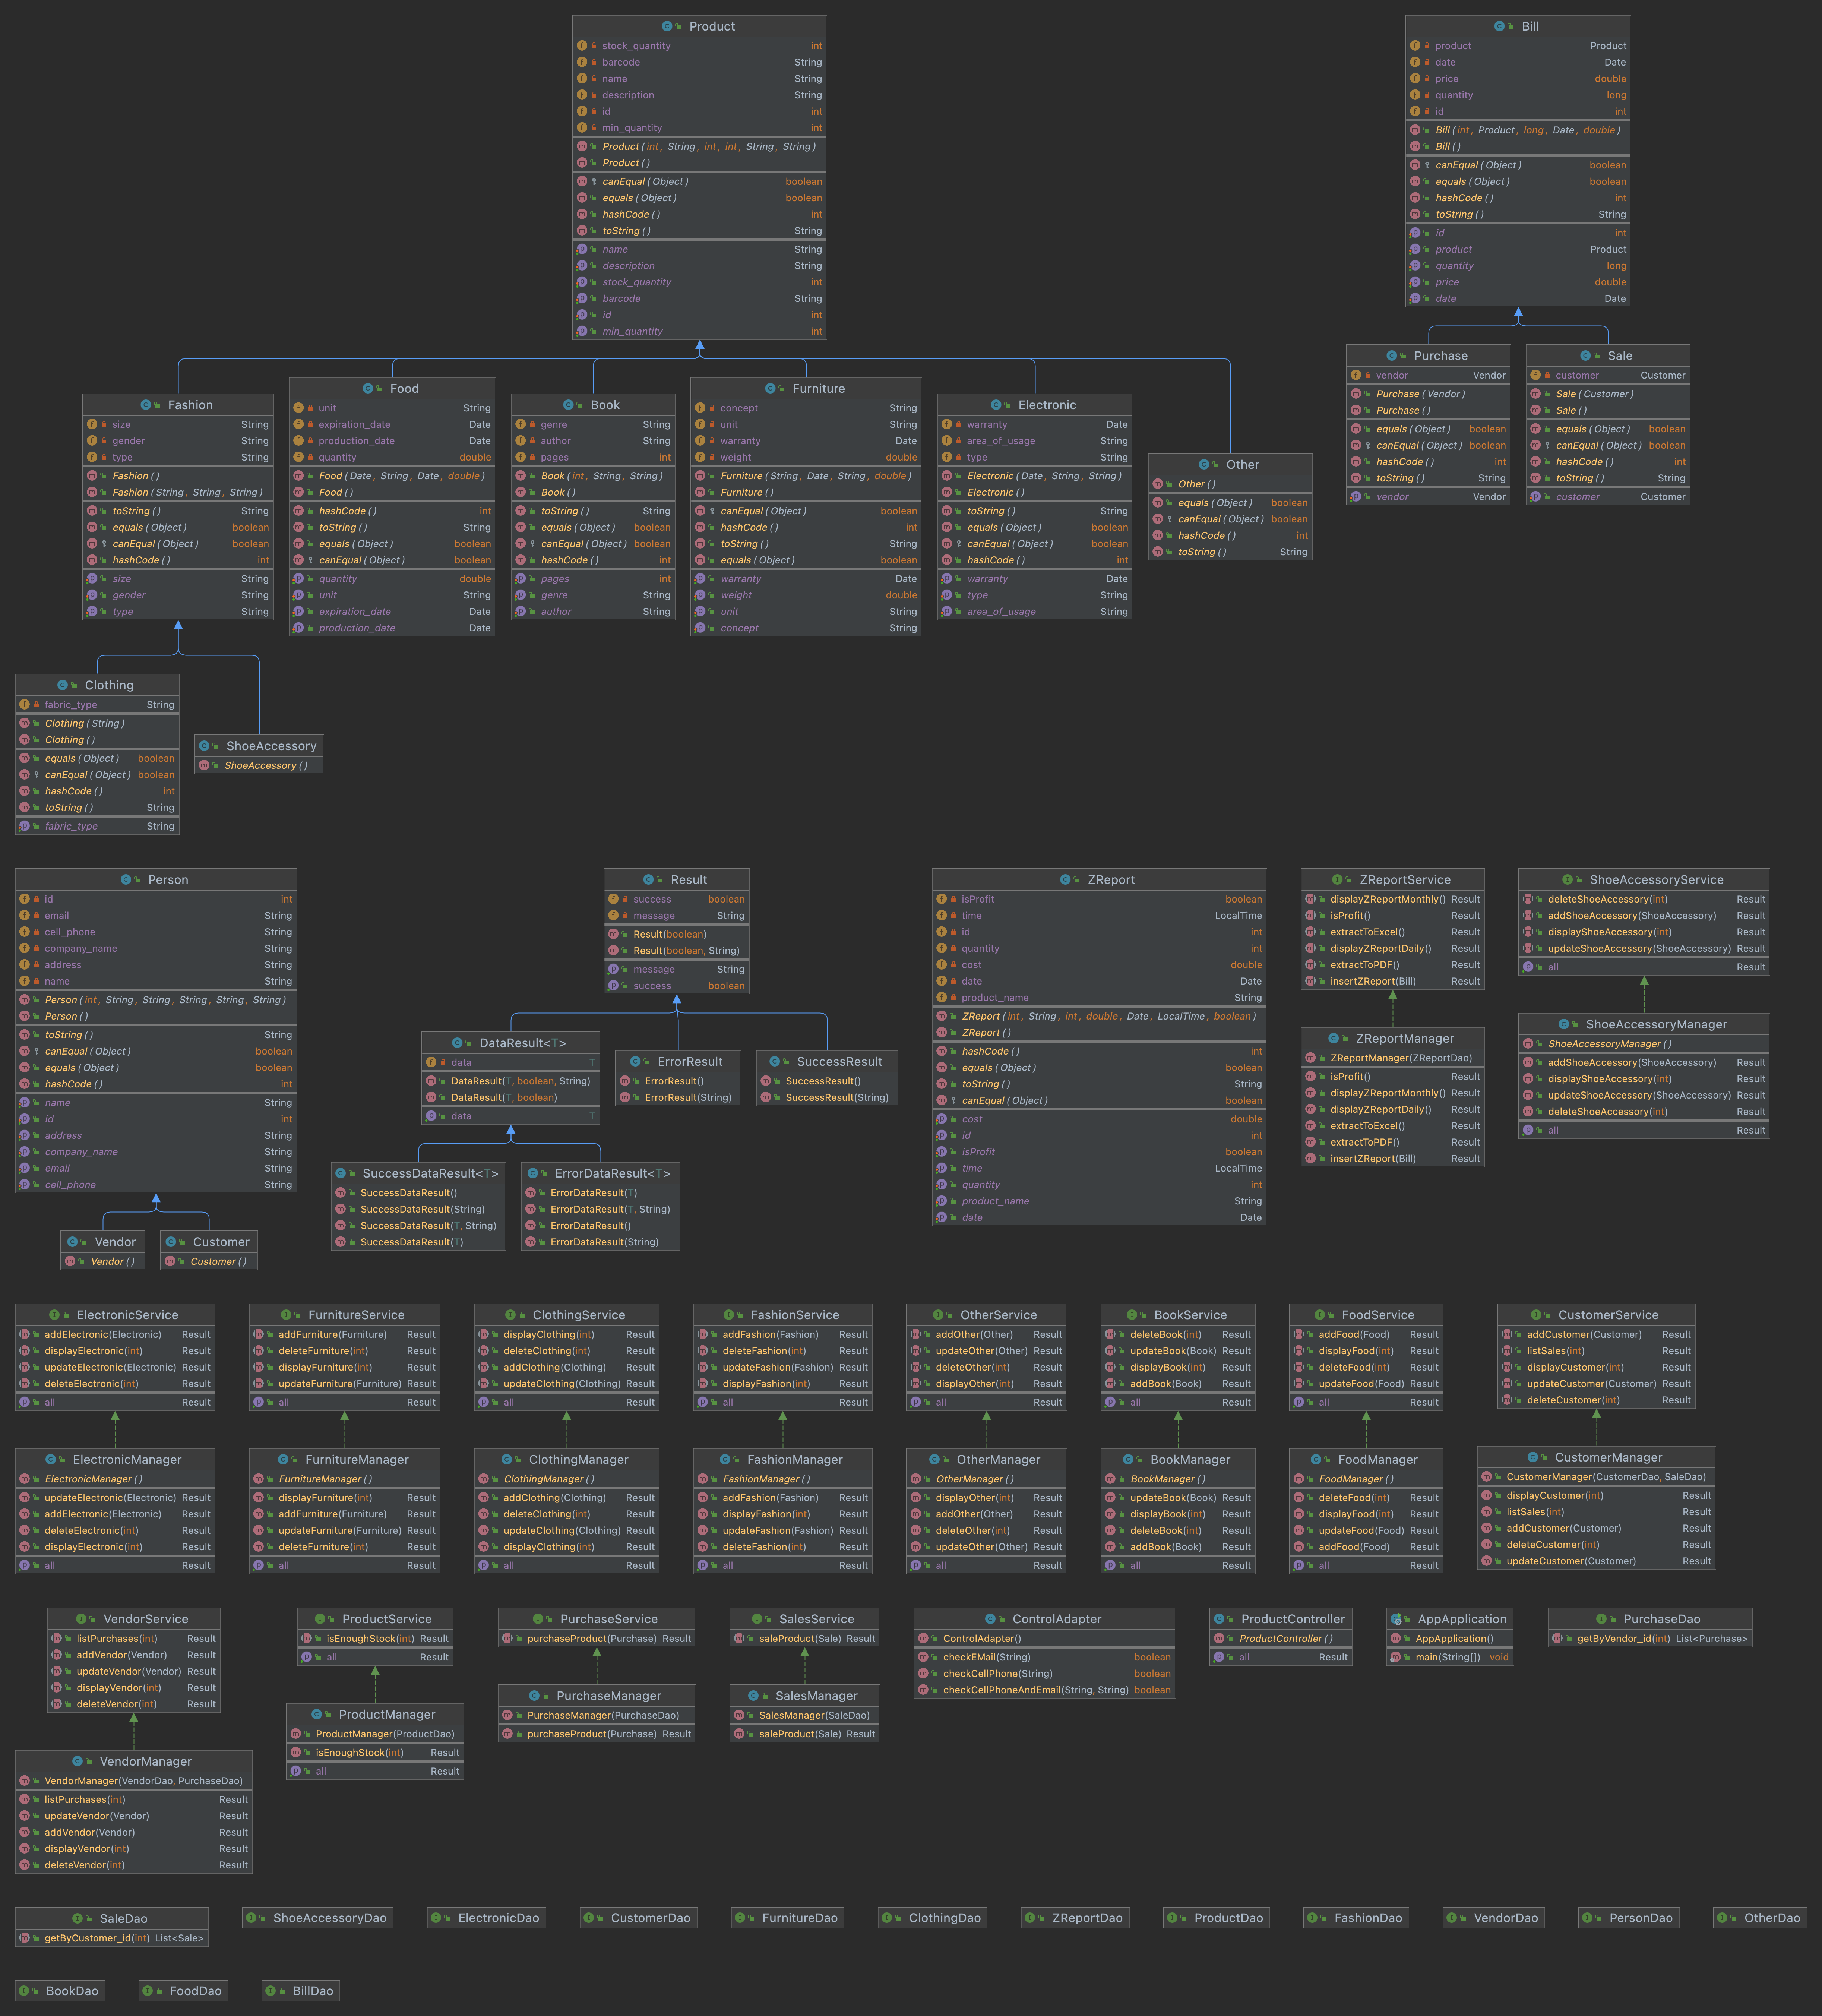 Product
stock_quantity int
barcode String
name String
description String
id int
min_quantity int
Product(int, String, int, int, String, String)
Product()
canEqual(Object) boolean
equals(Object) boolean
hashCode() int
toString() String
name String
description String
stock_quantity int
barcode String
id int
min_quantity int
Bill
product Product
date Date
price double
quantity long
id int
Bill(int, Product, long, Date, double)
Bill()
canEqual(Object) boolean
equals(Object) boolean
hashCode() int
toString() String
id int
product Product
quantity long
price double
date Date
Fashion
size String
gender String
type String
Fashion()
Fashion(String, String, String)
toString() String
equals(Object) boolean
canEqual(Object) boolean
hashCode() int
size String
gender String
type String
Food
unit String
expiration_date Date
production_date Date
quantity double
Food(Date, String, Date, double)
Food()
hashCode() int
toString() String
equals(Object) boolean
canEqual(Object) boolean
quantity double
unit String
expiration_date Date
production_date Date
Book
genre String
author String
pages int
Book(int, String, String)
Book()
toString() String
equals(Object) boolean
canEqual(Object) boolean
hashCode() int
pages int
genre String
author String
Furniture
concept String
unit String
warranty Date
weight double
Furniture(String, Date, String, double)
Furniture()
canEqual(Object) boolean
hashCode() int
toString() String
equals(Object) boolean
warranty Date
weight double
unit String
concept String
Electronic
warranty Date
area_of_usage String
type String
Electronic(Date, String, String)
Electronic()
toString() String
equals(Object) boolean
canEqual(Object) boolean
hashCode() int
warranty Date
type String
area_of_usage String
Other
Other()
equals(Object) boolean
canEqual(Object) boolean
hashCode() int
toString() String
Purchase
vendor Vendor
Purchase(Vendor)
Purchase()
equals(Object) boolean
canEqual(Object) boolean
hashCode() int
toString() String
vendor Vendor
Sale
customer Customer
Sale(Customer)
Sale()
equals(Object) boolean
canEqual(Object) boolean
hashCode() int
toString() String
customer Customer
Clothing
fabric_type String
Clothing(String)
Clothing()
equals(Object) boolean
canEqual(Object) boolean
hashCode() int
toString() String
fabric_type String
ShoeAccessory
ShoeAccessory()
Person
id int
email String
cell_phone String
company_name String
address String
name String
Person(int, String, String, String, String, String)
Person()
toString() String
canEqual(Object) boolean
equals(Object) boolean
hashCode() int
name String
id int
address String
company_name String
email String
cell_phone String
Vendor
Vendor()
Customer
Customer()
Result
success boolean
message String
Result(boolean)
Result(boolean, String)
message String
success boolean
DataResult<T>
data T
DataResult(T, boolean, String)
DataResult(T, boolean)
data T
ErrorResult
ErrorResult()
ErrorResult(String)
SuccessResult
SuccessResult()
SuccessResult(String)
SuccessDataResult<T>
SuccessDataResult()
SuccessDataResult(String)
SuccessDataResult(T, String)
SuccessDataResult(T)
ErrorDataResult<T>
ErrorDataResult(T)
ErrorDataResult(T, String)
ErrorDataResult()
ErrorDataResult(String)
ZReport
isProfit boolean
time LocalTime
id int
quantity int
cost double
date Date
product_name String
ZReport(int, String, int, double, Date, LocalTime, boolean)
ZReport()
hashCode() int
equals(Object) boolean
toString() String
canEqual(Object) boolean
cost double
id int
isProfit boolean
time LocalTime
quantity int
product_name String
date Date
ZReportService
displayZReportMonthly() Result
isProfit() Result
extractToExcel() Result
displayZReportDaily() Result
extractToPDF() Result
insertZReport(Bill) Result
ZReportManager
ZReportManager(ZReportDao)
isProfit() Result
displayZReportMonthly() Result
displayZReportDaily() Result
extractToExcel() Result
extractToPDF() Result
insertZReport(Bill) Result
ShoeAccessoryService
deleteShoeAccessory(int) Result
addShoeAccessory(ShoeAccessory) Result
displayShoeAccessory(int) Result
updateShoeAccessory(ShoeAccessory) Result
all Result
ShoeAccessoryManager
ShoeAccessoryManager()
addShoeAccessory(ShoeAccessory) Result
displayShoeAccessory(int) Result
updateShoeAccessory(ShoeAccessory) Result
deleteShoeAccessory(int) Result
all Result
ElectronicService
addElectronic(Electronic) Result
displayElectronic(int) Result
updateElectronic(Electronic) Result
deleteElectronic(int) Result
all Result
FurnitureService
addFurniture(Furniture) Result
deleteFurniture(int) Result
displayFurniture(int) Result
updateFurniture(Furniture) Result
all Result
ClothingService
displayClothing(int) Result
deleteClothing(int) Result
addClothing(Clothing) Result
updateClothing(Clothing) Result
all Result
FashionService
addFashion(Fashion) Result
deleteFashion(int) Result
updateFashion(Fashion) Result
displayFashion(int) Result
all Result
OtherService
addOther(Other) Result
updateOther(Other) Result
deleteOther(int) Result
displayOther(int) Result
all Result
BookService
deleteBook(int) Result
updateBook(Book) Result
displayBook(int) Result
addBook(Book) Result
all Result
FoodService
addFood(Food) Result
displayFood(int) Result
deleteFood(int) Result
updateFood(Food) Result
all Result
CustomerService
addCustomer(Customer) Result
listSales(int) Result
displayCustomer(int) Result
updateCustomer(Customer) Result
deleteCustomer(int) Result
ElectronicManager
ElectronicManager()
updateElectronic(Electronic) Result
addElectronic(Electronic) Result
deleteElectronic(int) Result
displayElectronic(int) Result
all Result
FurnitureManager
FurnitureManager()
displayFurniture(int) Result
addFurniture(Furniture) Result
updateFurniture(Furniture) Result
deleteFurniture(int) Result
all Result
ClothingManager
ClothingManager()
addClothing(Clothing) Result
deleteClothing(int) Result
updateClothing(Clothing) Result
displayClothing(int) Result
all Result
FashionManager
FashionManager()
addFashion(Fashion) Result
displayFashion(int) Result
updateFashion(Fashion) Result
deleteFashion(int) Result
all Result
OtherManager
OtherManager()
displayOther(int) Result
addOther(Other) Result
deleteOther(int) Result
updateOther(Other) Result
all Result
BookManager
BookManager()
updateBook(Book) Result
displayBook(int) Result
deleteBook(int) Result
addBook(Book) Result
all Result
FoodManager
FoodManager()
deleteFood(int) Result
displayFood(int) Result
updateFood(Food) Result
addFood(Food) Result
all Result
CustomerManager
CustomerManager(CustomerDao, SaleDao)
displayCustomer(int) Result
listSales(int) Result
addCustomer(Customer) Result
deleteCustomer(int) Result
updateCustomer(Customer) Result
VendorService
listPurchases(int) Result
addVendor(Vendor) Result
updateVendor(Vendor) Result
displayVendor(int) Result
deleteVendor(int) Result
ProductService
isEnoughStock(int) Result
all Result
PurchaseService
purchaseProduct(Purchase) Result
SalesService
saleProduct(Sale) Result
ControlAdapter
ControlAdapter()
checkEMail(String) boolean
checkCellPhone(String) boolean
checkCellPhoneAndEmail(String, String) boolean
ProductController
ProductController()
all Result
AppApplication
AppApplication()
main(String[]) void
PurchaseDao
getByVendor_id(int) List<Purchase>
VendorManager
VendorManager(VendorDao, PurchaseDao)
listPurchases(int) Result
updateVendor(Vendor) Result
addVendor(Vendor) Result
displayVendor(int) Result
deleteVendor(int) Result
ProductManager
ProductManager(ProductDao)
isEnoughStock(int) Result
all Result
PurchaseManager
PurchaseManager(PurchaseDao)
purchaseProduct(Purchase) Result
SalesManager
SalesManager(SaleDao)
saleProduct(Sale) Result
SaleDao
getByCustomer_id(int) List<Sale>
ShoeAccessoryDao
ElectronicDao
CustomerDao
FurnitureDao
ClothingDao
ZReportDao
ProductDao
FashionDao
VendorDao
PersonDao
OtherDao
BookDao
FoodDao
BillDao